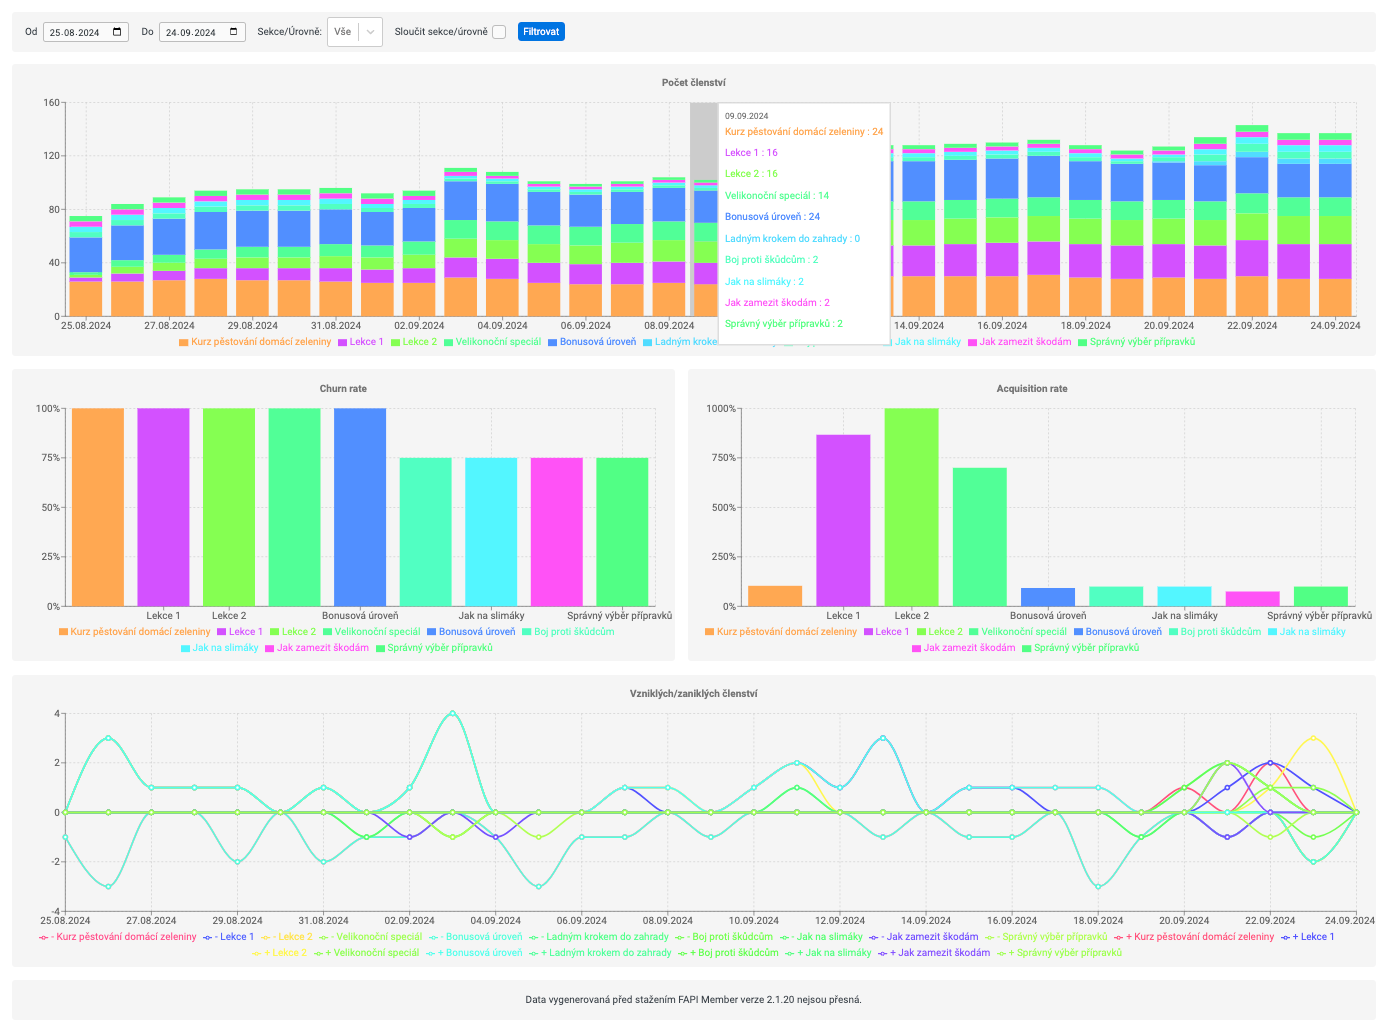 Od 25.08.2024 Do 24.09.2024 Sekce/Úrovně: Vše Sloučit sekce/úrovně Filtrovat
Počet členství
160
120
80
40
0
25.08.2024 27.08.2024 29.08.2024 31.08.2024 02.09.2024 04.09.2024 06.09.2024 08.09.2024 14.09.2024 16.09.2024 18.09.2024 20.09.2024 22.09.2024 24.09.2024
09.09.2024
Kurz pěstování domácí zeleniny : 24
Lekce 1 : 16
Lekce 2 : 16
Velikonoční speciál : 14
Bonusová úroveň : 24
Ladným krokem do zahrady : 0
Boj proti škůdcům : 2
Jak na slimáky : 2
Jak zamezit škodám : 2
Správný výběr přípravků : 2
Kurz pěstování domácí zeleniny Lekce 1 Lekce 2 Velikonoční speciál Bonusová úroveň Ladným kroke Jak na slimáky Jak zamezit škodám Správný výběr přípravků
Churn rate
100%
75%
50%
25%
0%
Lekce 1 Lekce 2 Bonusová úroveň Jak na slimáky Správný výběr přípravků
Kurz pěstování domácí zeleniny Lekce 1 Lekce 2 Velikonoční speciál Bonusová úroveň Boj proti škůdcům
Jak na slimáky Jak zamezit škodám Správný výběr přípravků
Acquisition rate
1000%
750%
500%
250%
0%
Lekce 1 Lekce 2 Bonusová úroveň Jak na slimáky Správný výběr přípravků
Kurz pěstování domácí zeleniny Lekce 1 Lekce 2 Velikonoční speciál Bonusová úroveň Boj proti škůdcům Jak na slimáky
Jak zamezit škodám Správný výběr přípravků
Vzniklých/zaniklých členství
4
2
0
-2
-4
25.08.2024 27.08.2024 29.08.2024 31.08.2024 02.09.2024 04.09.2024 06.09.2024 08.09.2024 10.09.2024 12.09.2024 14.09.2024 16.09.2024 18.09.2024 20.09.2024 22.09.2024 24.09.2024
- Kurz pěstování domácí zeleniny - Lekce 1 - Lekce 2 - Velikonoční speciál - Bonusová úroveň - Ladným krokem do zahrady - Boj proti škůdcům - Jak na slimáky - Jak zamezit škodám - Správný výběr přípravků + Kurz pěstování domácí zeleniny + Lekce 1
+ Lekce 2 + Velikonoční speciál + Bonusová úroveň + Ladným krokem do zahrady + Boj proti škůdcům + Jak na slimáky + Jak zamezit škodám + Správný výběr přípravků
Data vygenerovaná před stažením FAPI Member verze 2.1.20 nejsou přesná.